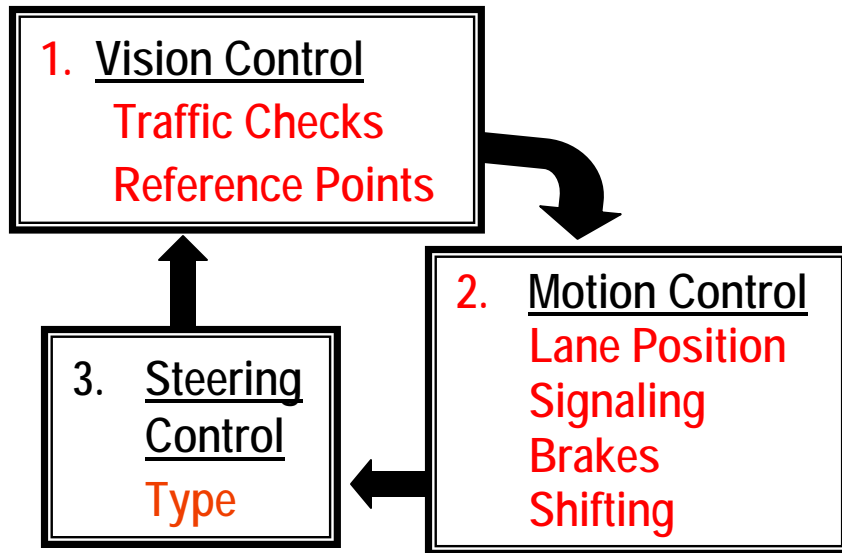 1. Vision Control
Traffic Checks
Reference Points
2. Motion Control
Lane Position
Signaling
Brakes
Shifting
3. Steering
Control
Type